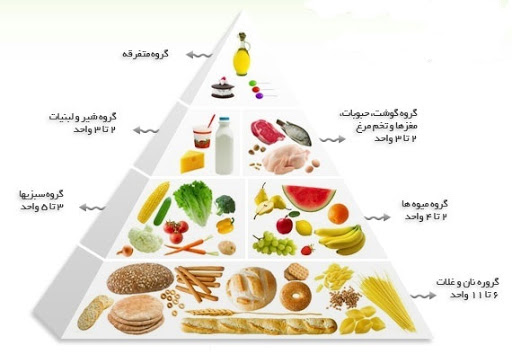 گروه متفرقه
گروه گوشت، حبوبات،
مغزها و تخم مرغ
۲ تا ۳ واحد
گروه شیر و لبنیات
۲ تا ۳ واحد
گروه میوه ها
۲ تا ۴ واحد
گروه سبزیها
۳ تا ۵ واحد
گروره نان و غلات
۶ تا ۱۱ واحد